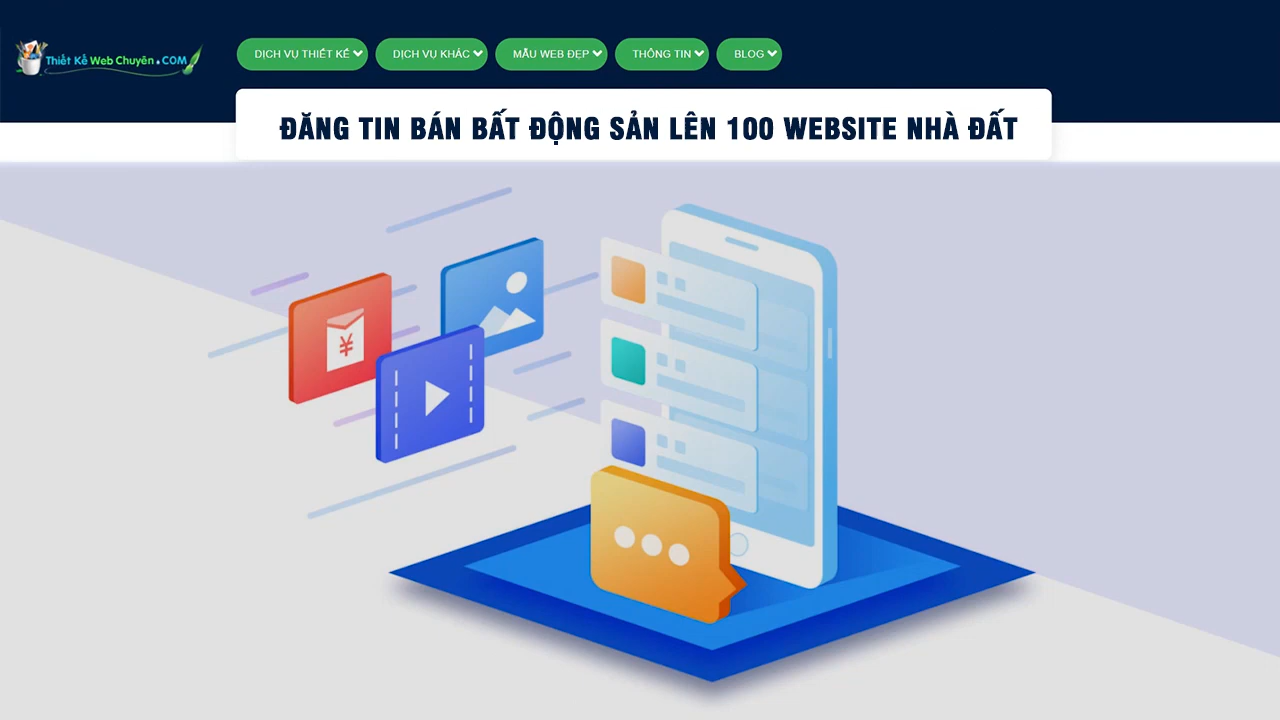 Thiết Kế Web Chuyên.COM
DỊCH VỤ THIẾT KẾ
DỊCH VỤ KHÁC
MẪU WEB ĐẸP
THÔNG TIN
BLOG
ĐĂNG TIN BÁN BẤT ĐỘNG SẢN LÊN 100 WEBSITE NHÀ ĐẤT
¥